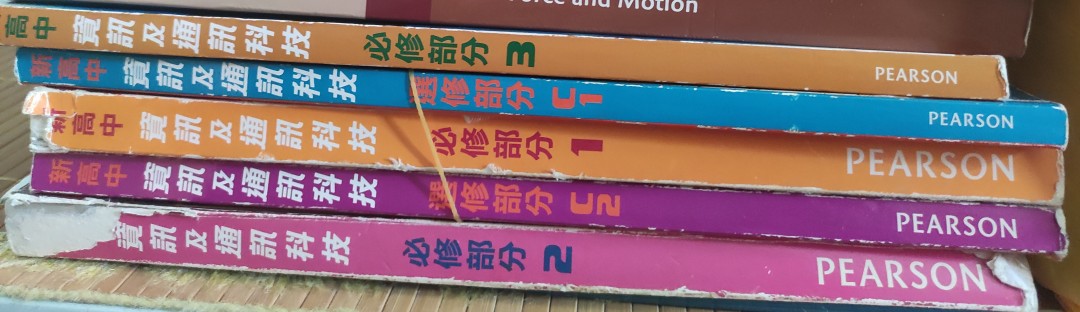 Force and Motion
高中 資訊及通訊科技 必修部分 3 PEARSON
新高中 資訊及通訊科技 選修部分 C1 PEARSON
新高中 資訊及通訊科技 必修部分 1 PEARSON
新高中 資訊及通訊科技 選修部分 C2 PEARSON
資訊及通訊科技 必修部分 2 PEARSON